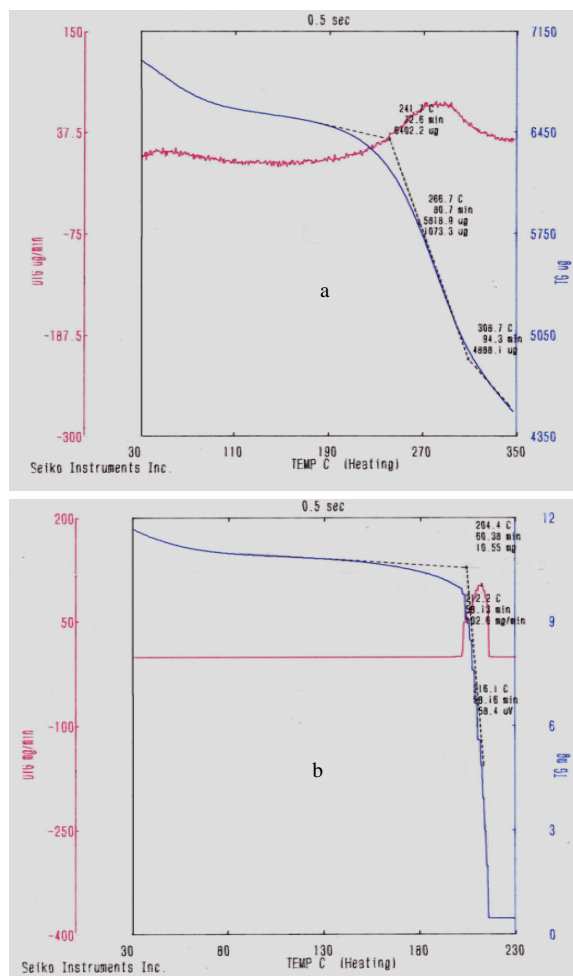 0.5 sec
150
37.5
-75
-187.5
-300
DTG ug/min
7150
6450
5750
5050
4350
TG ug
72.6 min
6402.2 ug
266.7 C
80.7 min
5818.9 ug
1073.3 ug
a
308.7 C
94.3 min
4888.1 ug
30
110
190
270
350
TEMP C (Heating)
Seiko Instruments Inc.
0.5 sec
200
50
-100
-250
-400
DTG mg/min
12
9
6
3
0
TG mg
204.4 C
60.38 min
10.55 mg
212.2 C
mg/min
216.1 C
58.4 uV
b
30
80
130
180
230
TEMP C (Heating)
Seiko Instruments Inc.